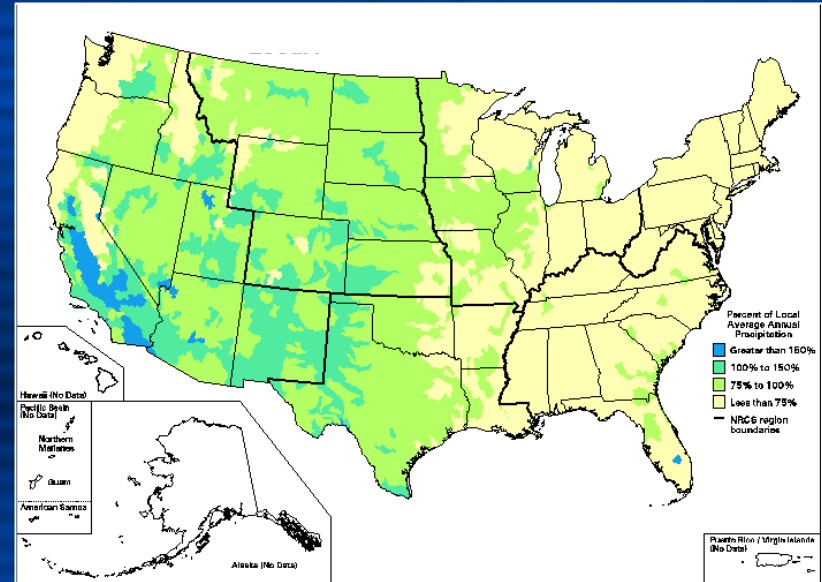 Percent of Local
Average Annual
Precipitation
Greater than 150%
100% to 150%
75% to 100%
Less than 75%
NRCS region
boundaries
Hawaii (No Data)
Pacific Basin
(No Data)
Northern
Marianas
Guam
American Samoa
Alaska (No Data)
Puerto Rico / Virgin Islands
(No Data)